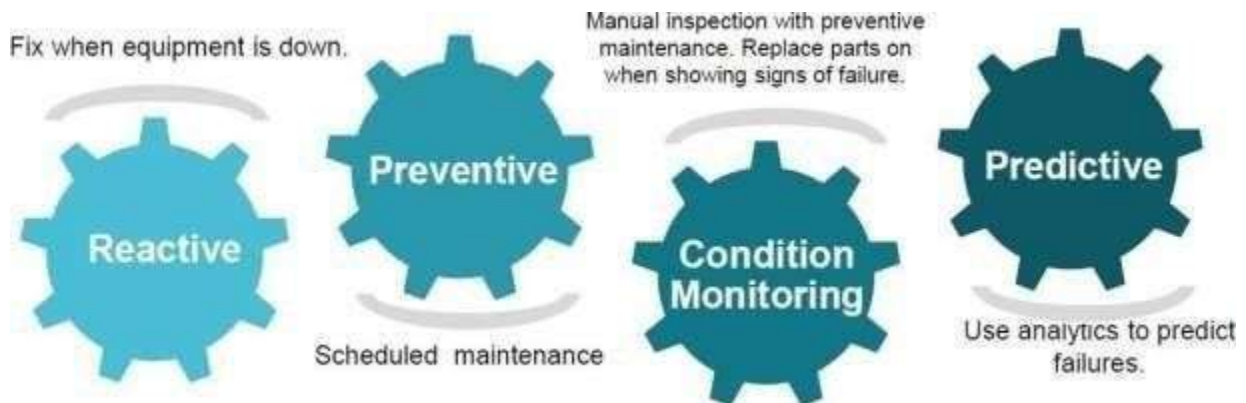 Fix when equipment is down.
Reactive
Preventive
Scheduled maintenance
Manual inspection with preventive
maintenance. Replace parts on
when showing signs of failure.
Condition
Monitoring
Predictive
Use analytics to predict
failures.